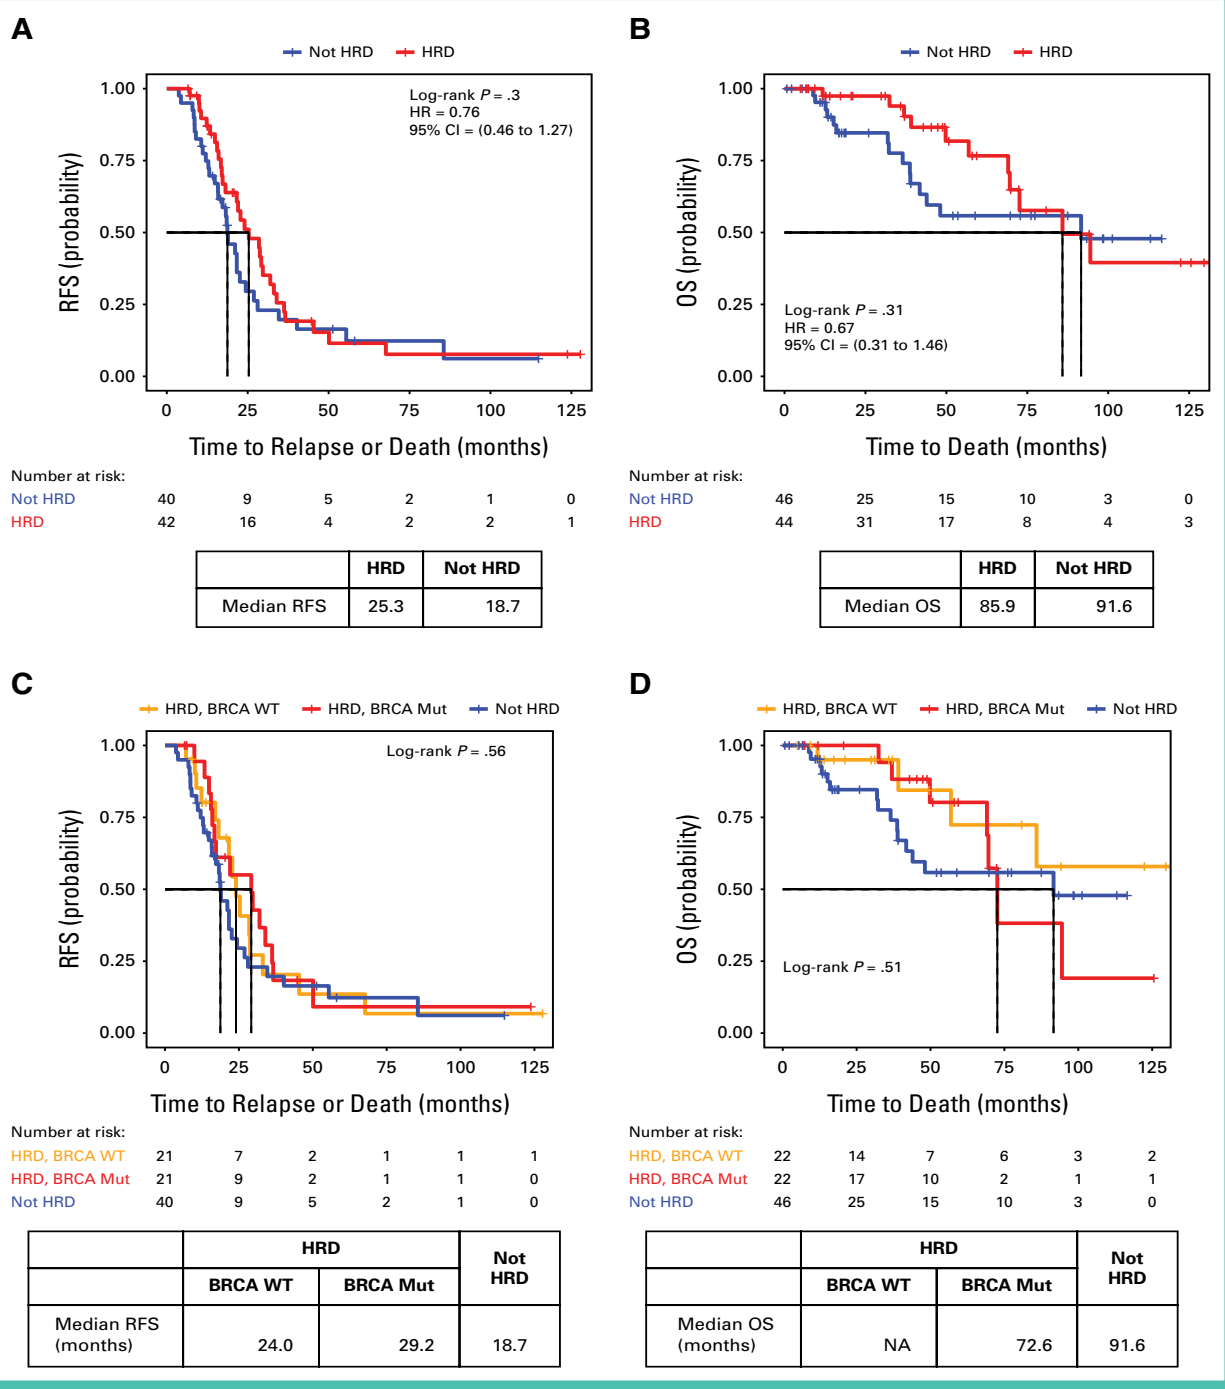 A
Not HRD HRD
Log-rank P = .3
HR = 0.76
95% CI = (0.46 to 1.27)
RFS (probability)
1.00
0.75
0.50
0.25
0.00
0 25 50 75 100 125
Time to Relapse or Death (months)
Number at risk:
Not HRD 40 9 5 2 1 0
HRD 42 16 4 2 2 1
HRD Not HRD
Median RFS 25.3 18.7
B
Not HRD HRD
OS (probability)
1.00
0.75
0.50
0.25
0.00
Log-rank P = .31
HR = 0.67
95% CI = (0.31 to 1.46)
0 25 50 75 100 125
Time to Death (months)
Number at risk:
Not HRD 46 25 15 10 3 0
HRD 44 31 17 8 4 3
HRD Not HRD
Median OS 85.9 91.6
C
HRD, BRCA WT HRD, BRCA Mut Not HRD
Log-rank P = .56
RFS (probability)
1.00
0.75
0.50
0.25
0.00
0 25 50 75 100 125
Time to Relapse or Death (months)
Number at risk:
HRD, BRCA WT 21 7 2 1 1 1
HRD, BRCA Mut 21 9 2 1 1 0
Not HRD 40 9 5 2 1 0
HRD Not HRD
BRCA WT BRCA Mut
Median RFS (months) 24.0 29.2 18.7
D
HRD, BRCA WT HRD, BRCA Mut Not HRD
OS (probability)
1.00
0.75
0.50
0.25
0.00
Log-rank P = .51
0 25 50 75 100 125
Time to Death (months)
Number at risk:
HRD, BRCA WT 22 14 7 6 3 2
HRD, BRCA Mut 22 17 10 2 1 1
Not HRD 46 25 15 10 3 0
HRD Not HRD
BRCA WT BRCA Mut
Median OS (months) NA 72.6 91.6